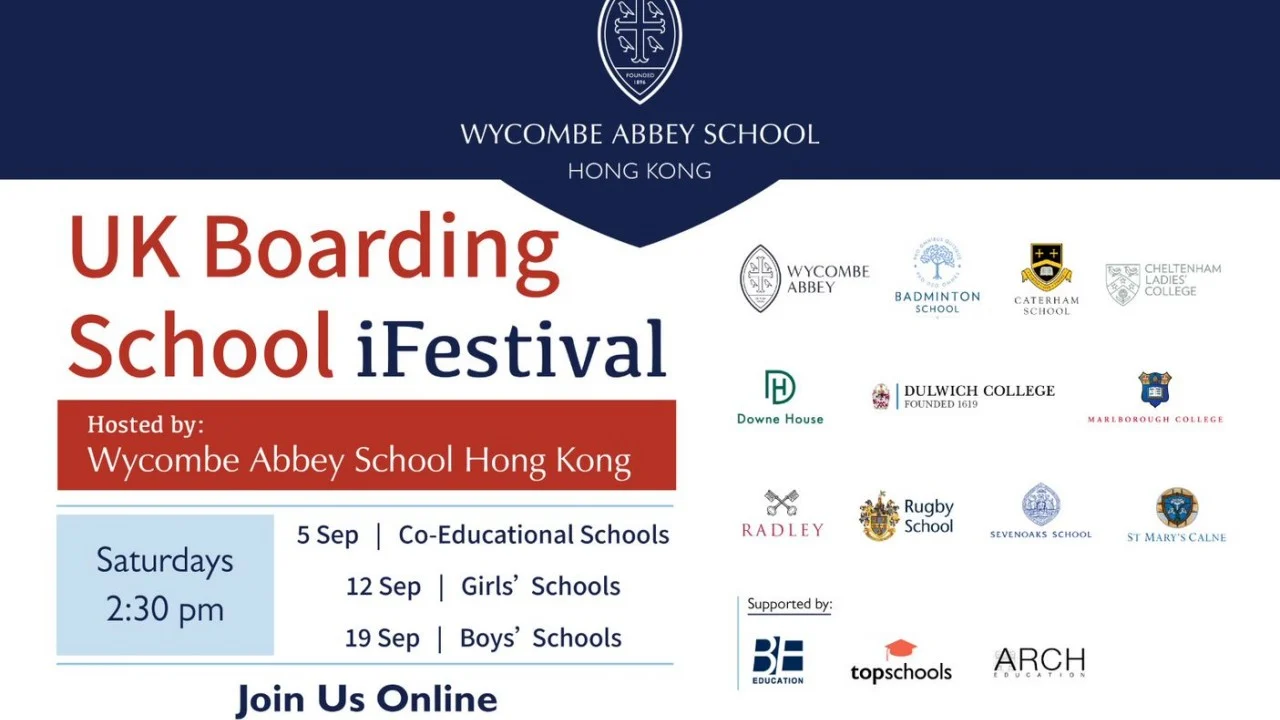 FOUNDED
1896
WYCOMBE ABBEY SCHOOL
HONG KONG
UK Boarding
School iFestival
Hosted by:
Wycombe Abbey School Hong Kong
Saturdays
2:30 pm
5 Sep | Co-Educational Schools
12 Sep | Girls’ Schools
19 Sep | Boys’ Schools
Join Us Online
WYCOMBE
ABBEY
BADMINTON
SCHOOL
CATERHAM
SCHOOL
CHELTENHAM
LADIES'
COLLEGE
Downe House
DULWICH COLLEGE
FOUNDED 1619
MARLBOROUGH COLLEGE
RADLEY
Rugby
School
SEVENOAKS SCHOOL
ST MARY'S CALNE
Supported by:
BE
EDUCATION
topschools
ARCH
EDUCATION